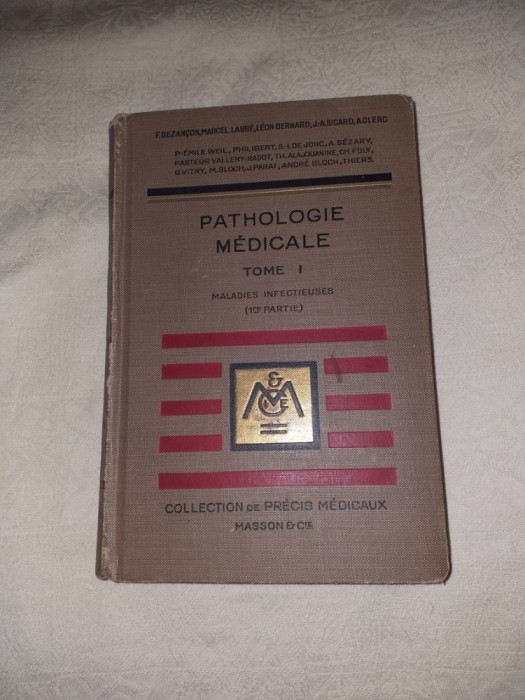 F. BEZANÇON, MARCEL LABBÉ, LÉON BERNARD, J.-A. SICARD, A. CLERC
P.-ÉMILE WEIL, PHILIBERT, S.-I. DE JONG, A. BÉZARY,
PASTEUR VALLERY-RADOT, TH. ALAJOUANINE, CH. FOIX,
G. VITRY, M. BLOCH, J. PARAF, ANDRÉ BLOCH, THIERS.
PATHOLOGIE
MÉDICALE
TOME I
MALADIES INFECTIEUSES
(1re PARTIE)
M & CIE
COLLECTION DE PRÉCIS MÉDICAUX
MASSON & Cie